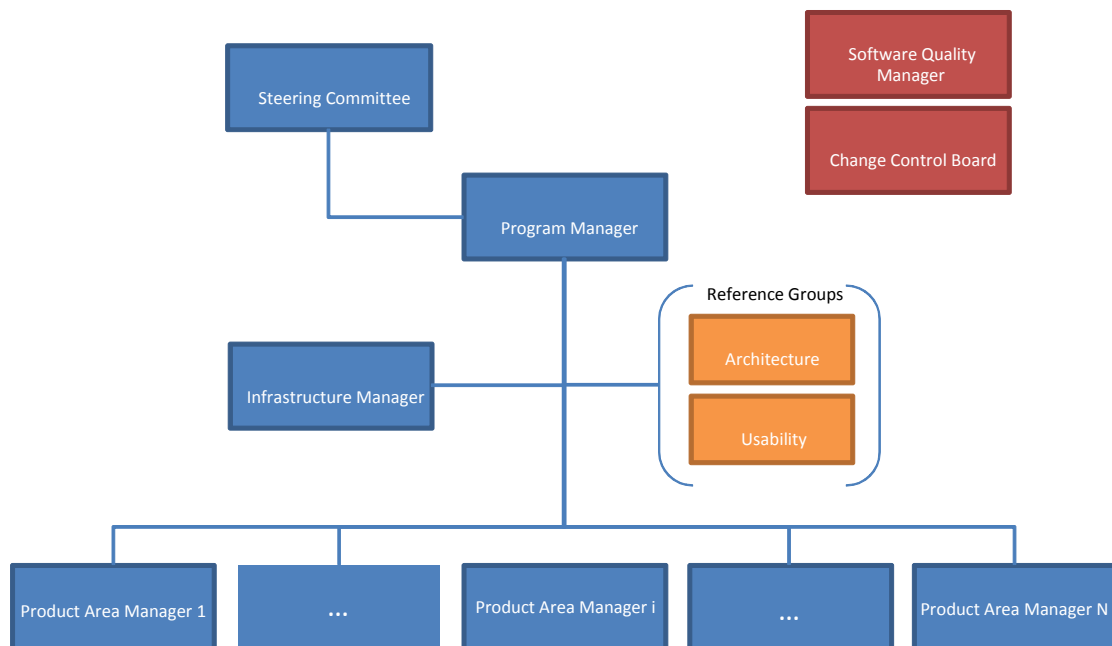 Software Quality
Manager
Steering Committee
Change Control Board
Program Manager
Reference Groups
Architecture
Infrastructure Manager
Usability
Product Area Manager 1
...
Product Area Manager i
...
Product Area Manager N